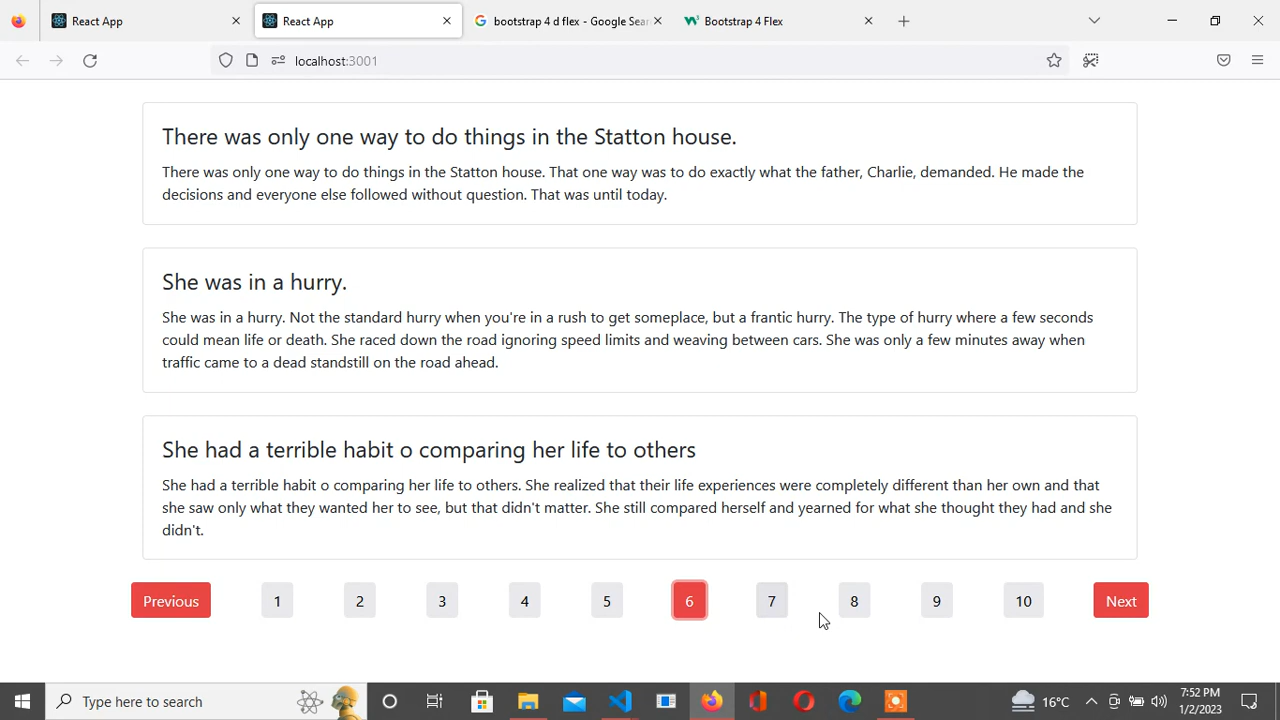 React App
React App
bootstrap 4 d flex - Google Sear
Bootstrap 4 Flex
localhost:3001
There was only one way to do things in the Statton house.
There was only one way to do things in the Statton house. That one way was to do exactly what the father, Charlie, demanded. He made the
decisions and everyone else followed without question. That was until today.
She was in a hurry.
She was in a hurry. Not the standard hurry when you're in a rush to get someplace, but a frantic hurry. The type of hurry where a few seconds
could mean life or death. She raced down the road ignoring speed limits and weaving between cars. She was only a few minutes away when
traffic came to a dead standstill on the road ahead.
She had a terrible habit o comparing her life to others
She had a terrible habit o comparing her life to others. She realized that their life experiences were completely different than her own and that
she saw only what they wanted her to see, but that didn't matter. She still compared herself and yearned for what she thought they had and she
didn't.
Previous 1 2 3 4 5 6 7 8 9 10 Next
Type here to search
16°C
7:52 PM
1/2/2023